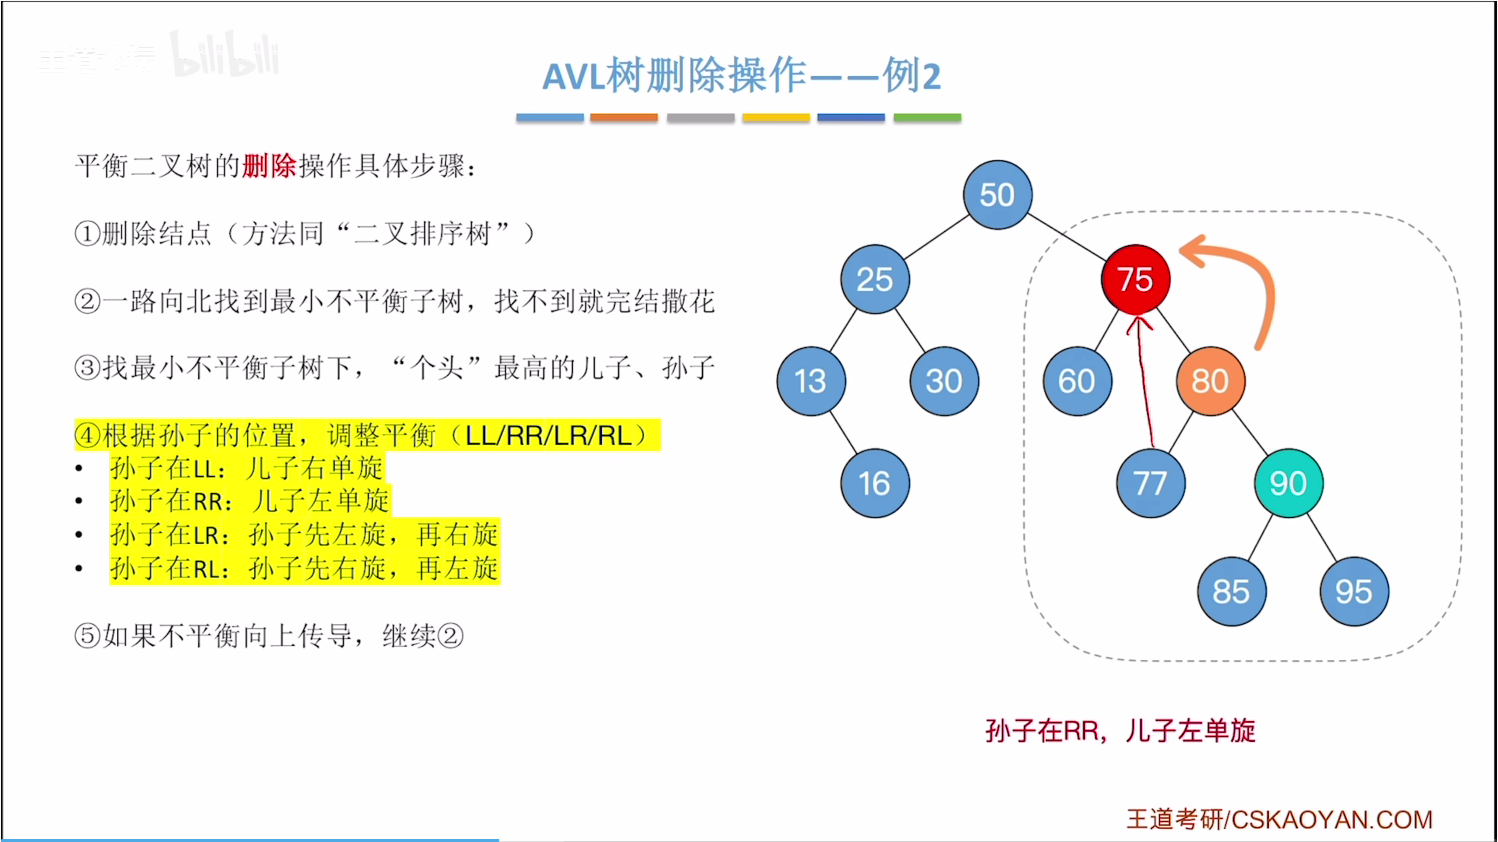 bilibili
AVL树删除操作——例2
平衡二叉树的删除操作具体步骤：
①删除结点（方法同“二叉排序树”）
②一路向北找到最小不平衡子树，找不到就完结撒花
③找最小不平衡子树下，“个头”最高的儿子、孙子
④根据孙子的位置，调整平衡（LL/RR/LR/RL）
• 孙子在LL：儿子右单旋
• 孙子在RR：儿子左单旋
• 孙子在LR：孙子先左旋，再右旋
• 孙子在RL：孙子先右旋，再左旋
⑤如果不平衡向上传导，继续②
50
25
75
13
30
60
80
16
77
90
85
95
孙子在RR，儿子左单旋
王道考研/CSKAOYAN.COM